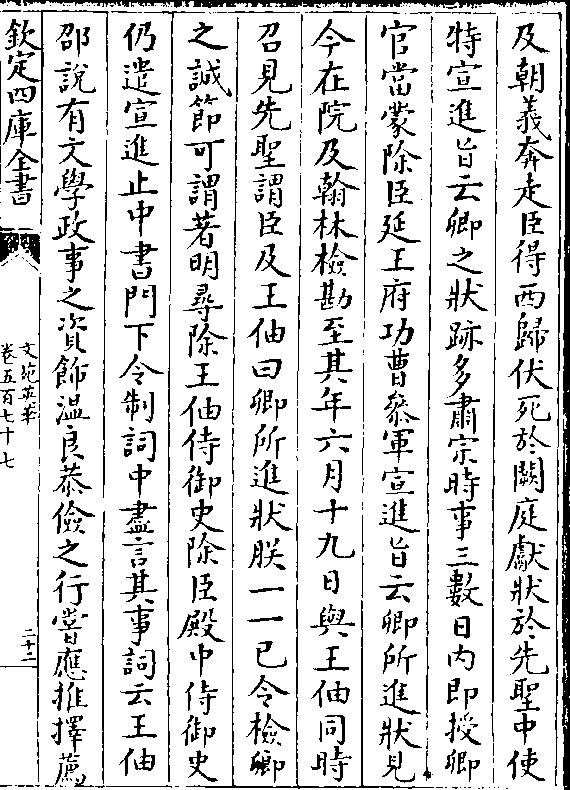 及朝義奔走臣得西歸伏死於闕庭獻狀於先聖中使
特宣進旨云卿之狀跡多肅宗時事三數日内即授卿
官當蒙除臣延王府功曹叅軍宣進旨云卿所進狀見
今在院及翰林檢勘至其年六月十九日與王伷同時
召見先聖謂臣及王伷曰卿所進狀朕一一已令檢卿
之誠節可謂著明尋除王伷侍御史除臣殿中侍御史
仍遣宣進止中書門下令制詞中盡言其事詞云王伷
邵說有文學政事之資飾溫良恭儉之行嘗應推擇薦
欽定四庫全書
文苑英華
卷五百七十七
二十二